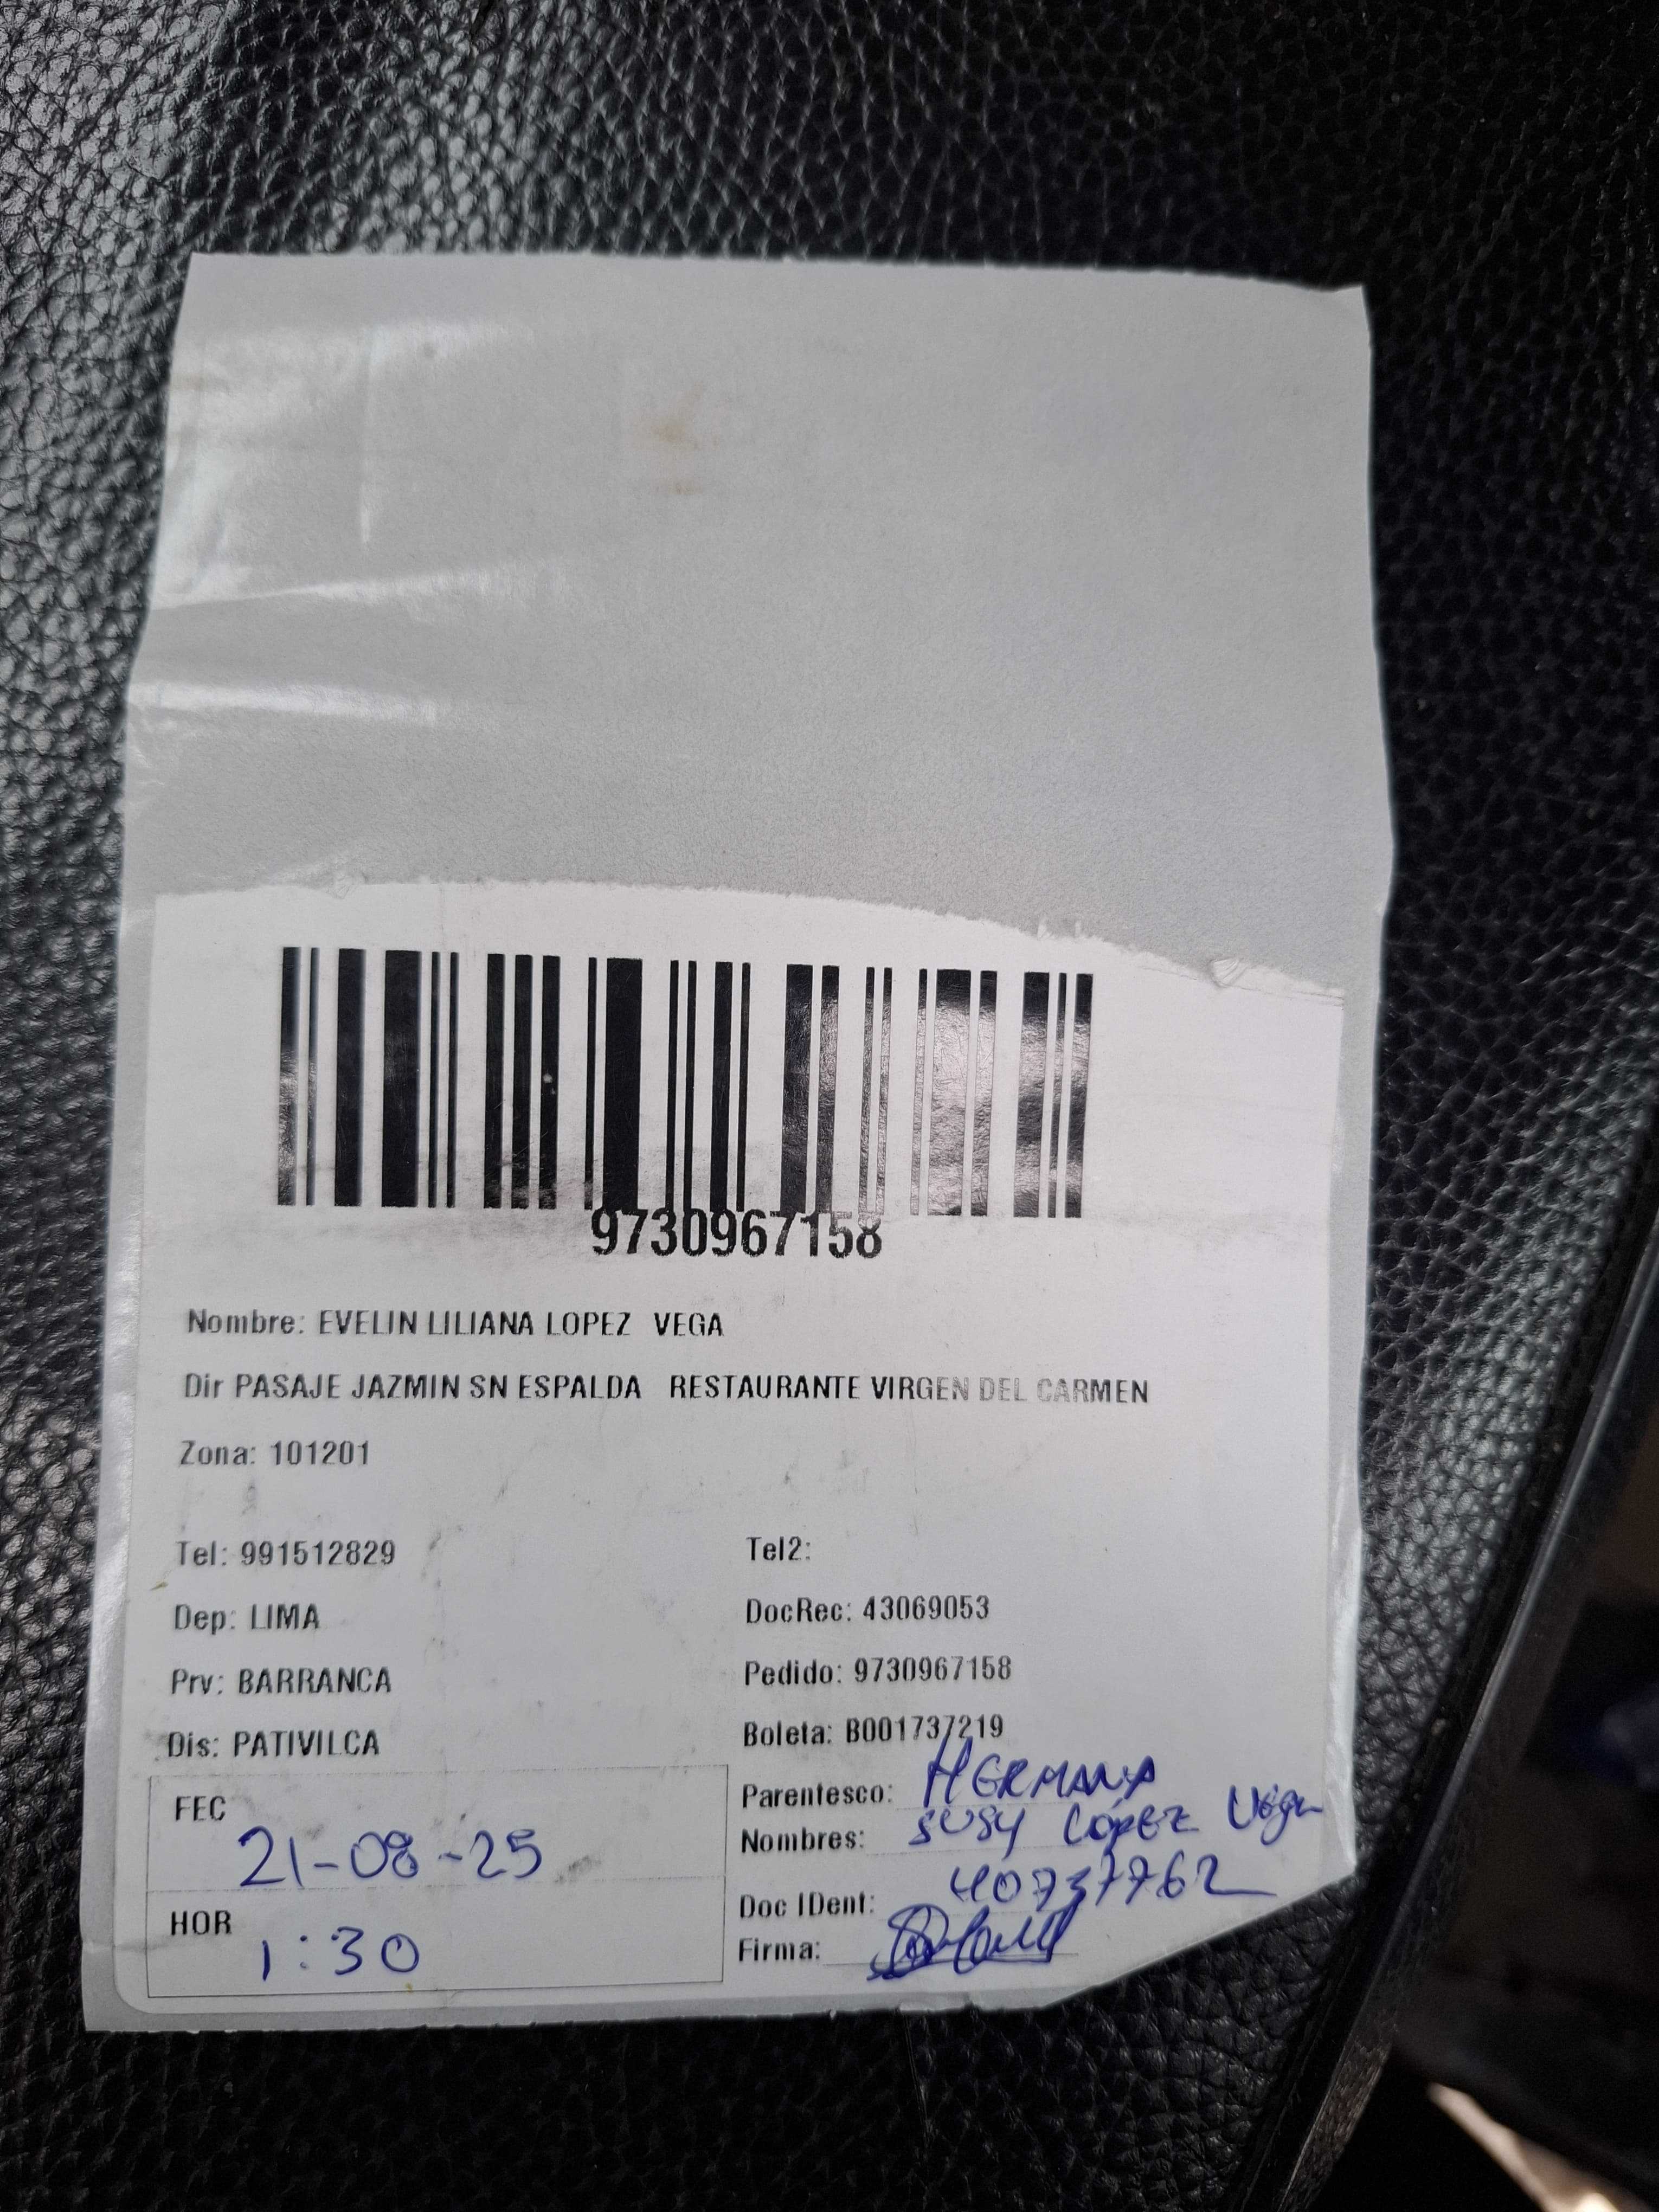 9730967158
Nombre: EVELIN LILIANA LOPEZ VEGA
Dir PASAJE JAZMIN SN ESPALDA RESTAURANTE VIRGEN DEL CARMEN
Zona: 101201
Tel: 991512829
Tel2:
Dep: LIMA
DocRec: 43069053
Prv: BARRANCA
Pedido: 9730967158
Dis: PATIVILCA
Boleta: B001737219
FEC
21-08-25
HOR
1:30
Parentesco: HERMANA
Nombres: SUSY LÓPEZ Vega
Doc IDent: 40737762
Firma: